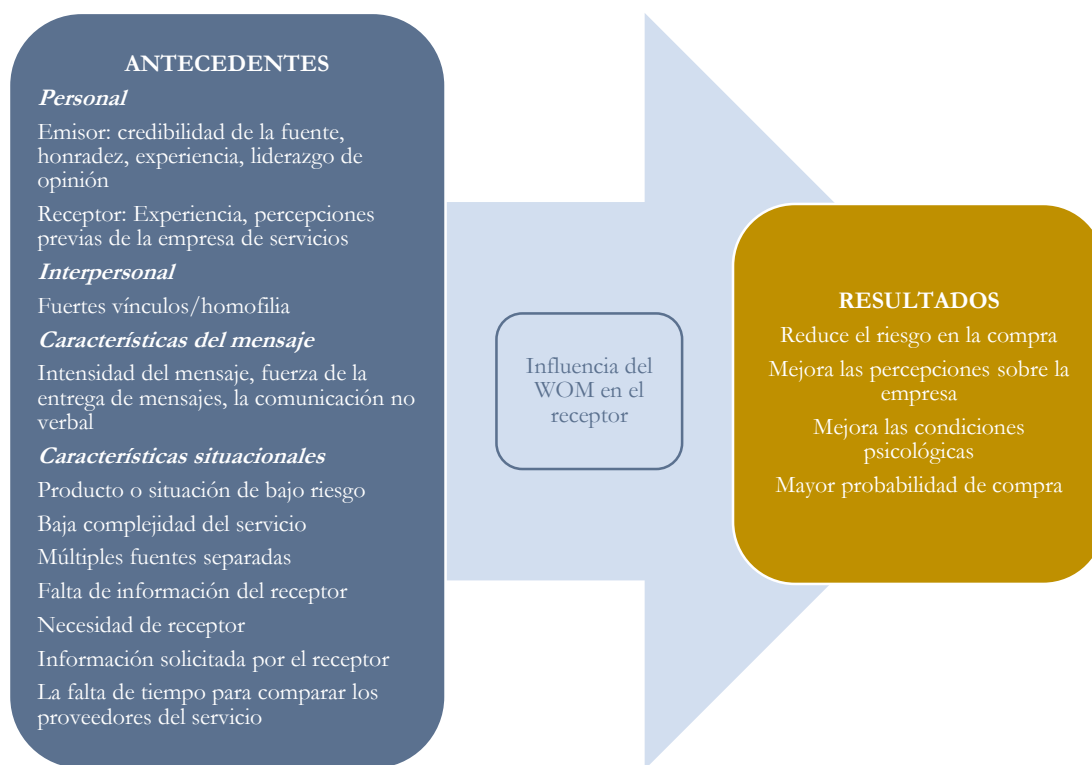 ANTECEDENTES
Personal
Emisor: credibilidad de la fuente,
honradez, experiencia, liderazgo de
opinión
Receptor: Experiencia, percepciones
previas de la empresa de servicios
Interpersonal
Fuertes vínculos/homofilia
Características del mensaje
Intensidad del mensaje, fuerza de la
entrega de mensajes, la comunicación no
verbal
Características situacionales
Producto o situación de bajo riesgo
Baja complejidad del servicio
Múltiples fuentes separadas
Falta de información del receptor
Necesidad de receptor
Información solicitada por el receptor
La falta de tiempo para comparar los
proveedores del servicio
Influencia del
WOM en el
receptor
RESULTADOS
Reduce el riesgo en la compra
Mejora las percepciones sobre la
empresa
Mejora las condiciones
psicológicas
Mayor probabilidad de compra